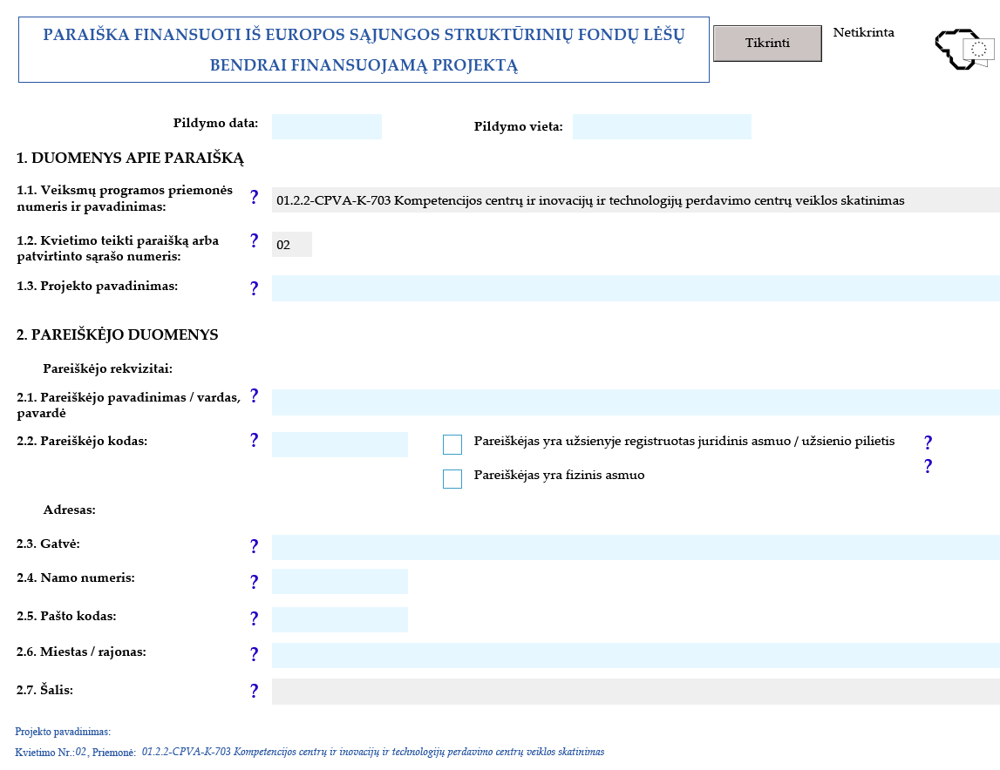 PARAIŠKA FINANSUOTI IŠ EUROPOS SĄJUNGOS STRUKTŪRINIŲ FONDŲ LĖŠŲ
BENDRAI FINANSUOJAMĄ PROJEKTĄ
Tikrinti
Netikrinta
Pildymo data:
Pildymo vieta:
1. DUOMENYS APIE PARAIŠKĄ
1.1. Veiksmų programos priemonės
numeris ir pavadinimas:
?
01.2.2-CPVA-K-703 Kompetencijos centrų ir inovacijų ir technologijų perdavimo centrų veiklos skatinimas
1.2. Kvietimo teikti paraišką arba
patvirtinto sąrašo numeris:
?
02
1.3. Projekto pavadinimas:
?
2. PAREIŠKĖJO DUOMENYS
Pareiškėjo rekvizitai:
2.1. Pareiškėjo pavadinimas / vardas,
pavardė
?
2.2. Pareiškėjo kodas:
?
Pareiškėjas yra užsienyje registruotas juridinis asmuo / užsienio pilietis
?
Pareiškėjas yra fizinis asmuo
?
Adresas:
2.3. Gatvė:
?
2.4. Namo numeris:
?
2.5. Pašto kodas:
?
2.6. Miestas / rajonas:
?
2.7. Šalis:
?
Projekto pavadinimas:
Kvietimo Nr.:02, Priemonė: 01.2.2-CPVA-K-703 Kompetencijos centrų ir inovacijų ir technologijų perdavimo centrų veiklos skatinimas